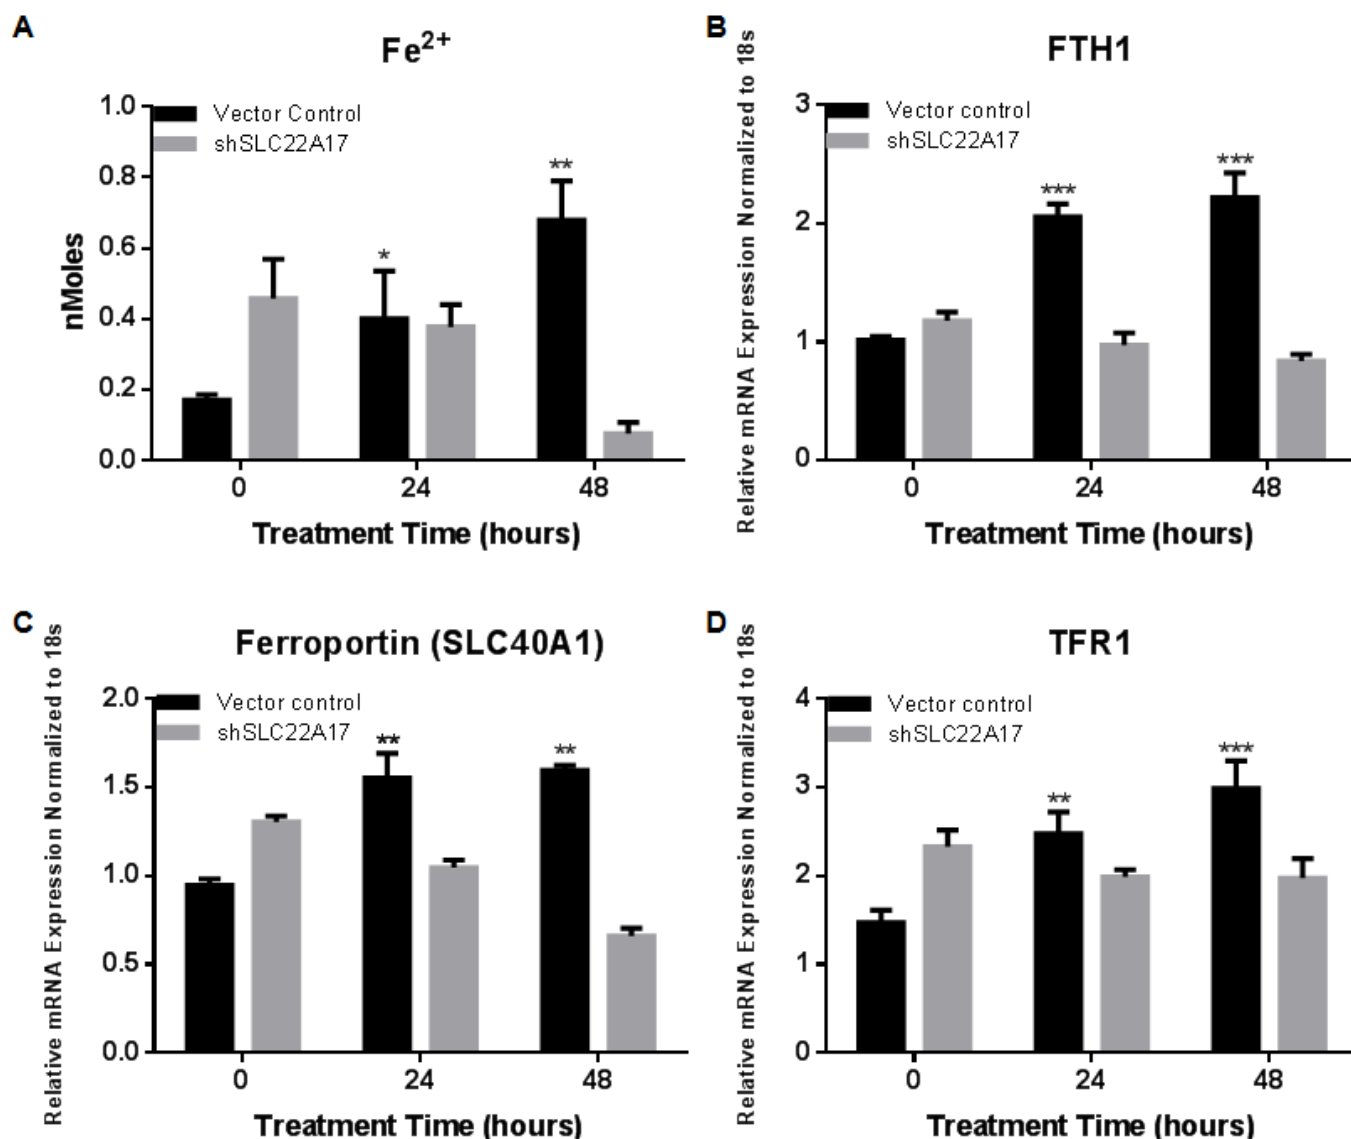 A
Fe2+
1.0
0.8
0.6
0.4
0.2
0.0
nMoles
Vector Control
shSLC22A17
*
**
0 24 48
Treatment Time (hours)
B
FTH1
3
2
1
0
Relative mRNA Expression Normalized to 18s
Vector control
shSLC22A17
***
***
0 24 48
Treatment Time (hours)
C
Ferroportin (SLC40A1)
2.0
1.5
1.0
0.5
0.0
Relative mRNA Expression Normalized to 18s
Vector control
shSLC22A17
**
**
0 24 48
Treatment Time (hours)
D
TFR1
4
3
2
1
0
Relative mRNA Expression Normalized to 18s
Vector control
shSLC22A17
**
***
0 24 48
Treatment Time (hours)